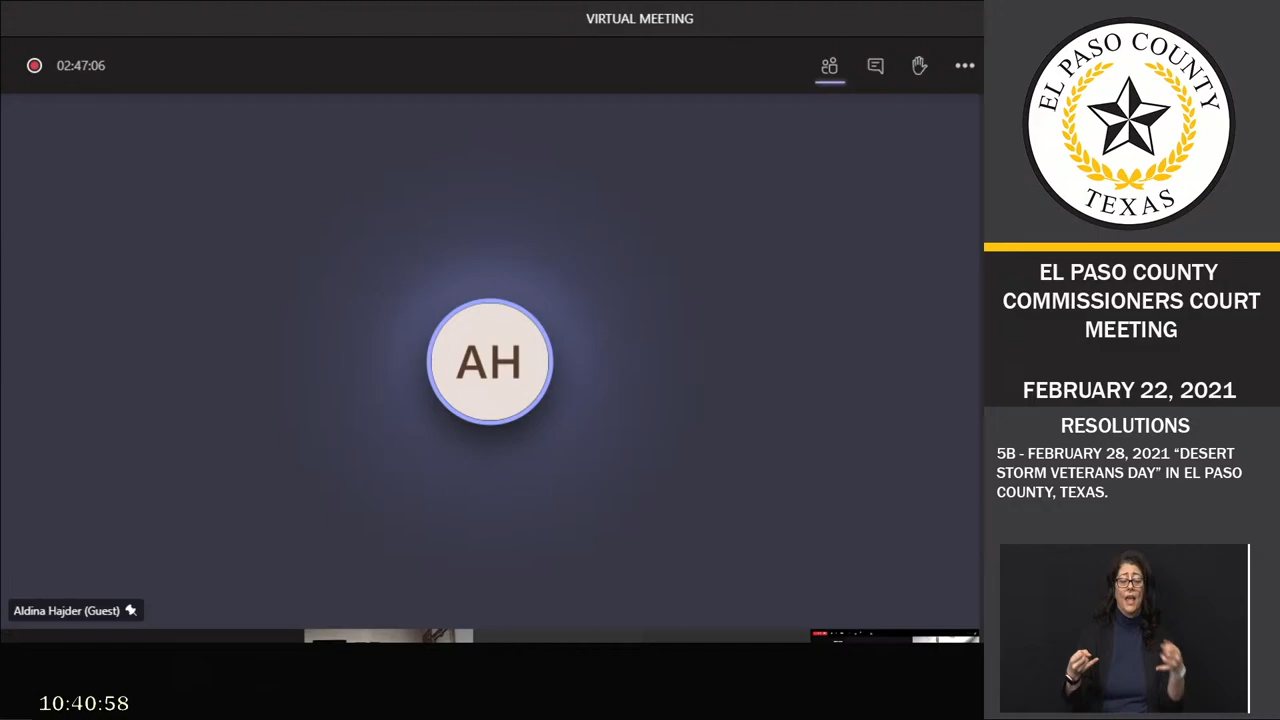 VIRTUAL MEETING
02:47:06
AH
Aldina Hajder (Guest)
10:40:58
EL PASO COUNTY
TEXAS
EL PASO COUNTY
COMMISSIONERS COURT
MEETING
FEBRUARY 22, 2021
RESOLUTIONS
5B - FEBRUARY 28, 2021 “DESERT
STORM VETERANS DAY” IN EL PASO
COUNTY, TEXAS.